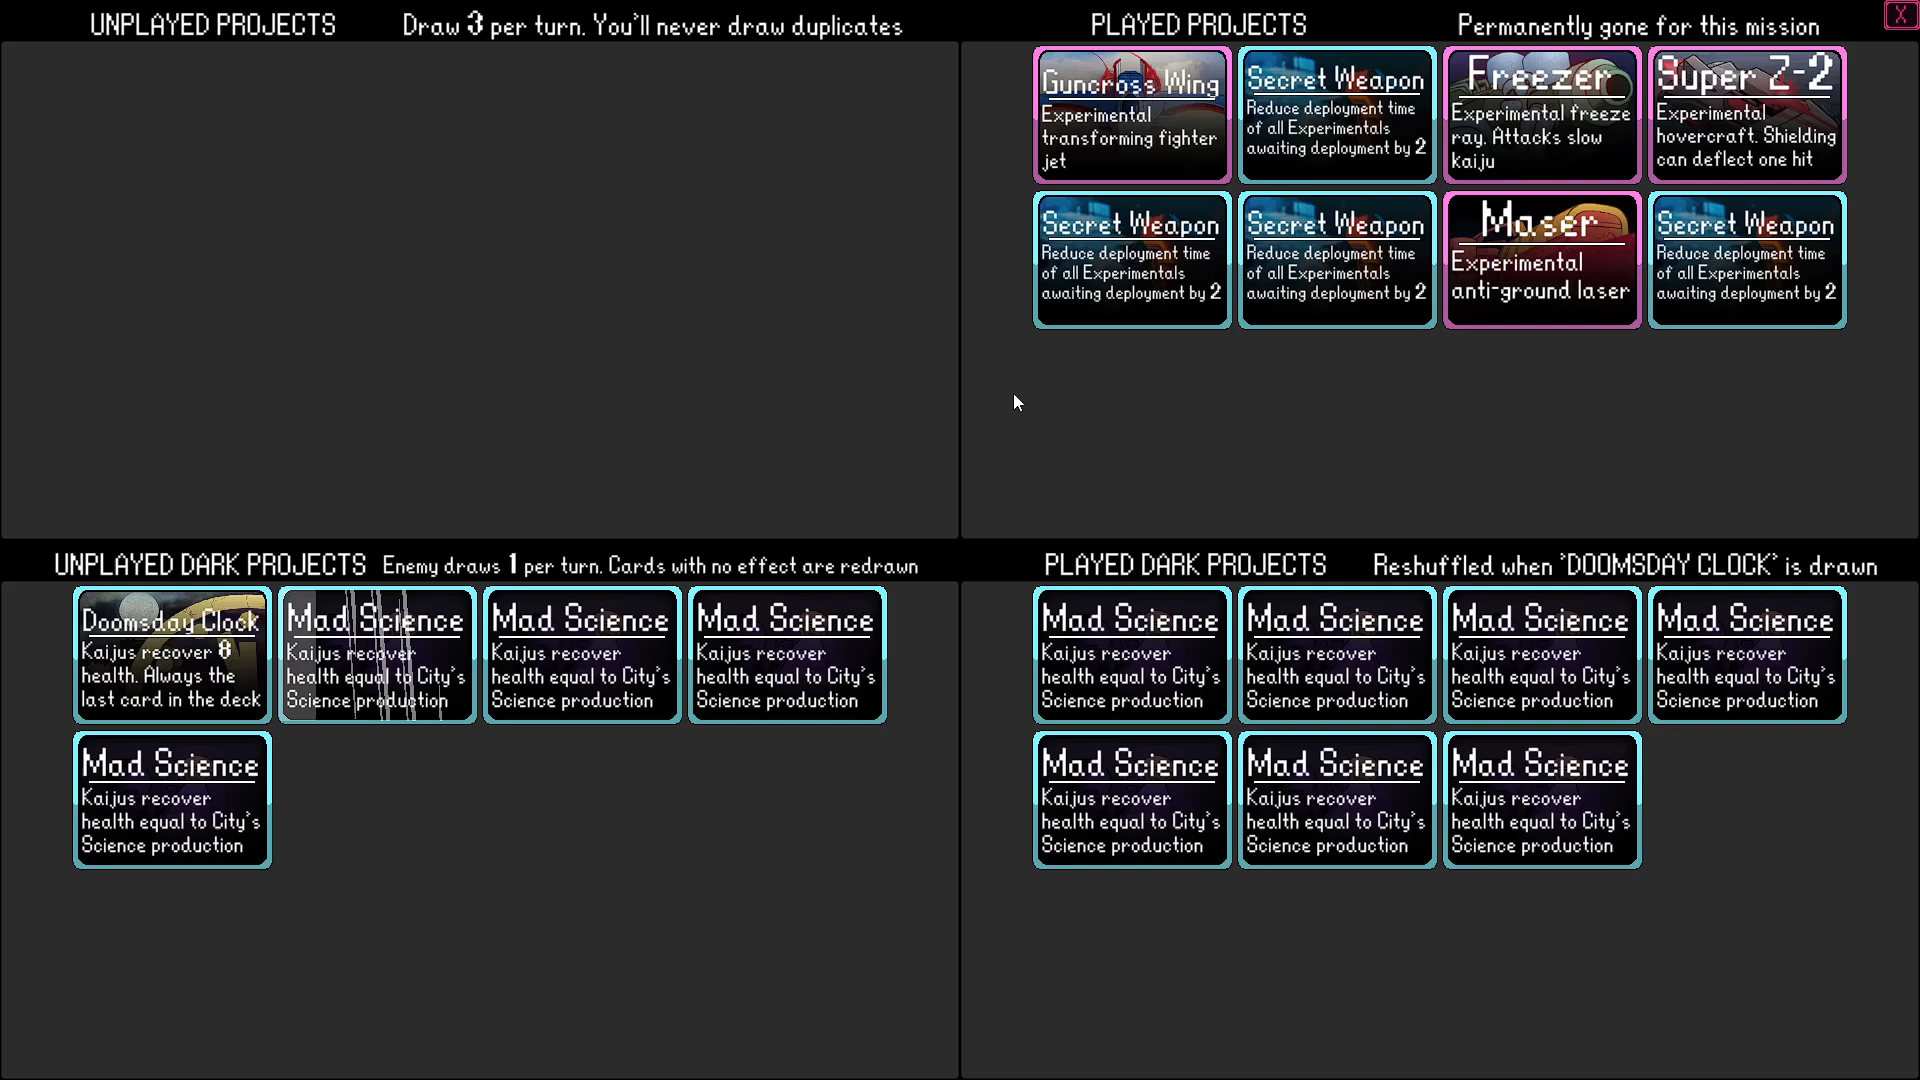 UNPLAYED PROJECTS
Draw 3 per turn. You'll never draw duplicates
PLAYED PROJECTS
Permanently gone for this mission
X
Guncross Wing
Experimental
transforming fighter
jet
Secret Weapon
Reduce deployment time
of all Experimentals
awaiting deployment by 2
Freezer
Experimental freeze
ray. Attacks slow
kaiju
Super Z-2
Experimental
hovercraft. Shielding
can deflect one hit
Secret Weapon
Reduce deployment time
of all Experimentals
awaiting deployment by 2
Secret Weapon
Reduce deployment time
of all Experimentals
awaiting deployment by 2
Maser
Experimental
anti-ground laser
Secret Weapon
Reduce deployment time
of all Experimentals
awaiting deployment by 2
UNPLAYED DARK PROJECTS
Enemy draws 1 per turn. Cards with no effect are redrawn
Doomsday Clock
Kaijus recover 8
health. Always the
last card in the deck
Mad Science
Kaijus recover
health equal to City's
Science production
Mad Science
Kaijus recover
health equal to City's
Science production
Mad Science
Kaijus recover
health equal to City's
Science production
Mad Science
Kaijus recover
health equal to City's
Science production
PLAYED DARK PROJECTS
Reshuffled when 'DOOMSDAY CLOCK' is drawn
Mad Science
Kaijus recover
health equal to City's
Science production
Mad Science
Kaijus recover
health equal to City's
Science production
Mad Science
Kaijus recover
health equal to City's
Science production
Mad Science
Kaijus recover
health equal to City's
Science production
Mad Science
Kaijus recover
health equal to City's
Science production
Mad Science
Kaijus recover
health equal to City's
Science production
Mad Science
Kaijus recover
health equal to City's
Science production